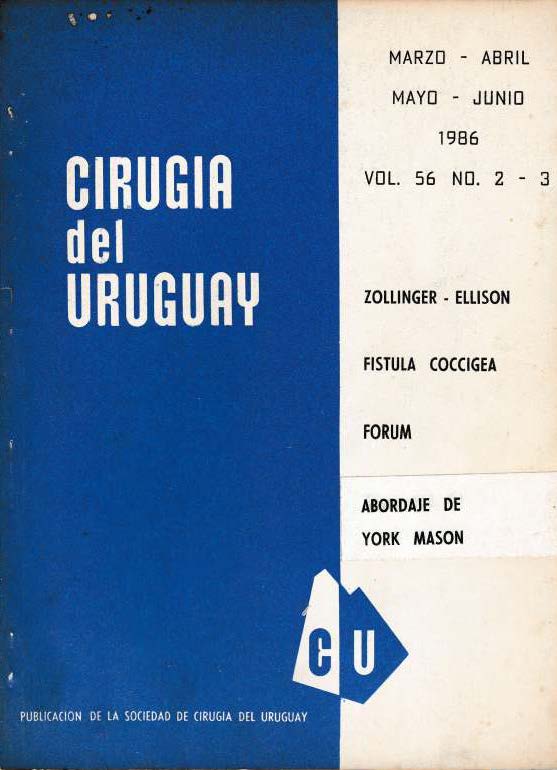 CIRUGIA
del
URUGUAY
MARZO - ABRIL
MAYO - JUNIO
1986
VOL. 56 NO. 2 - 3
ZOLLINGER - ELLISON
FISTULA COCCIGEA
FORUM
ABORDAJE DE
YORK MASON
CU
PUBLICACION DE LA SOCIEDAD DE CIRUGIA DEL URUGUAY